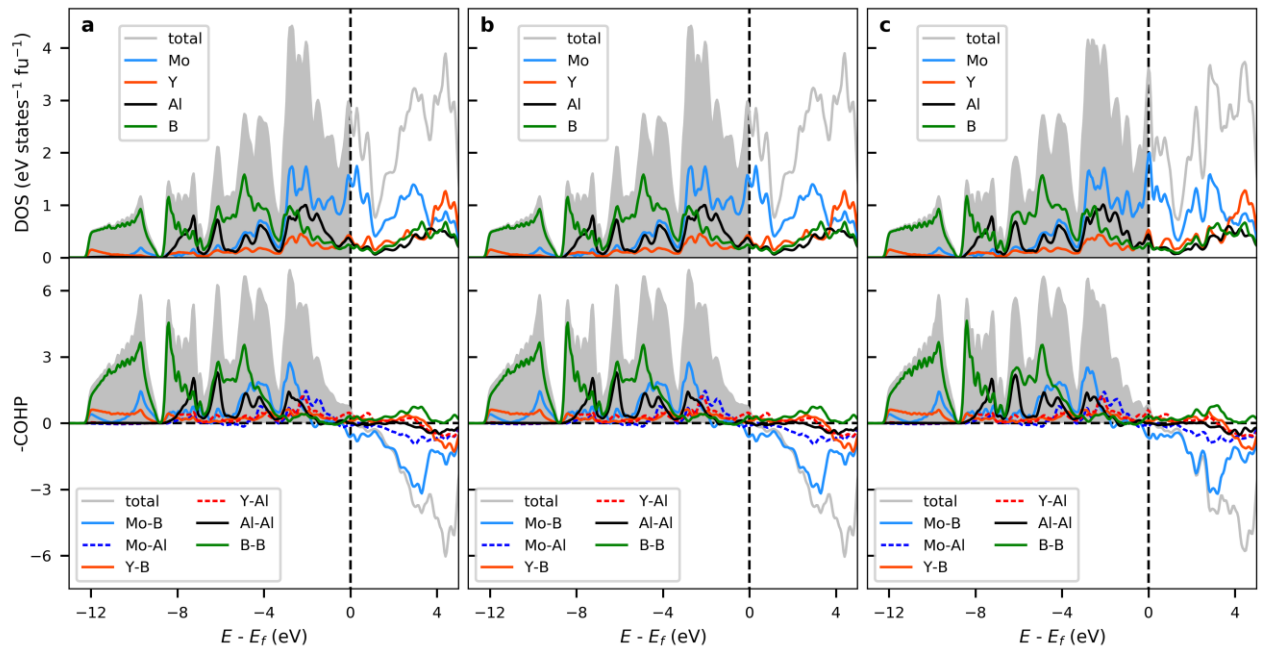 a
total
Mo
Y
Al
B
b
total
Mo
Y
Al
B
c
total
Mo
Y
Al
B
DOS (eV states⁻¹ fu⁻¹)
4
3
2
1
0
-COHP
6
3
0
−3
−6
total
Mo-B
Mo-Al
Y-B
Y-Al
Al-Al
B-B
total
Mo-B
Mo-Al
Y-B
Y-Al
Al-Al
B-B
total
Mo-B
Mo-Al
Y-B
Y-Al
Al-Al
B-B
−12 −8 −4 0 4
−12 −8 −4 0 4
−12 −8 −4 0 4
E - E_f (eV)
E - E_f (eV)
E - E_f (eV)